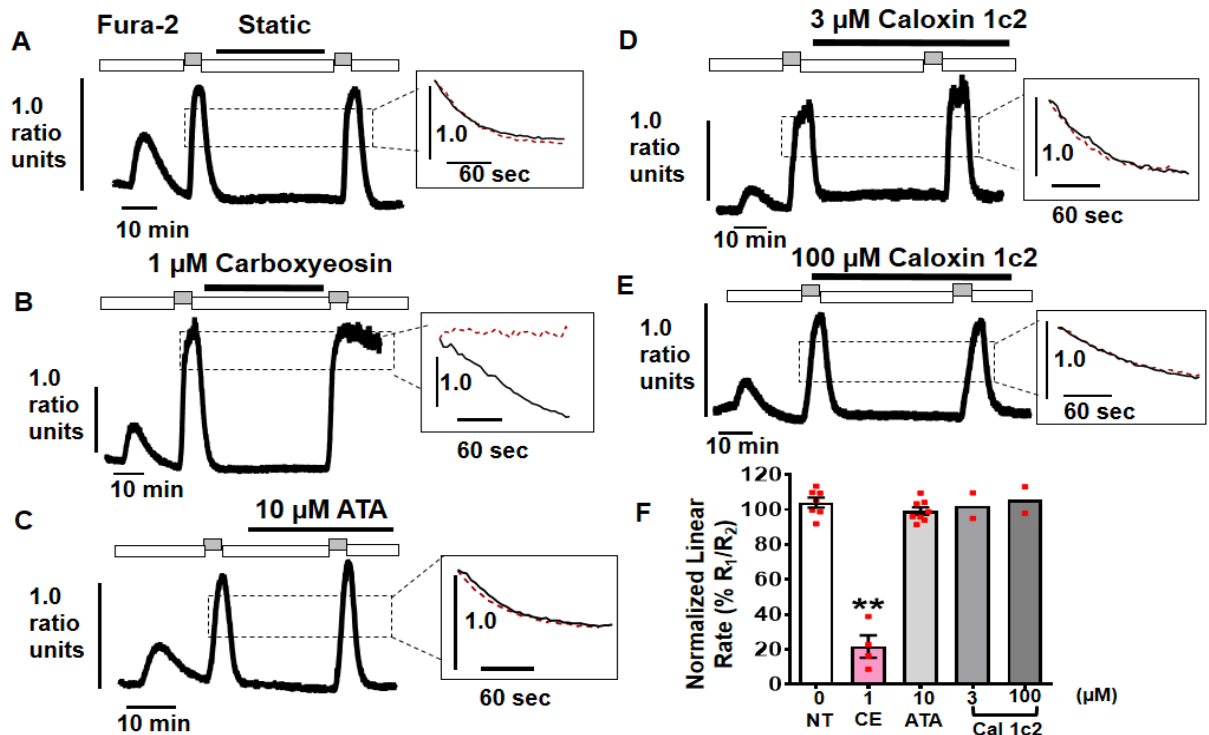 A
Fura-2
Static
1.0
ratio
units
10 min
1.0
60 sec
1 µM Carboxyeosin
B
1.0
ratio
units
10 min
1.0
60 sec
C
10 µM ATA
1.0
ratio
units
10 min
1.0
60 sec
D
3 µM Caloxin 1c2
1.0
ratio
units
10 min
1.0
60 sec
100 µM Caloxin 1c2
E
1.0
ratio
units
10 min
1.0
60 sec
F
Normalized Linear
Rate (% R1/R2)
120
100
80
60
40
20
0
**
0
1
10
3
100
(µM)
NT
CE
ATA
Cal 1c2